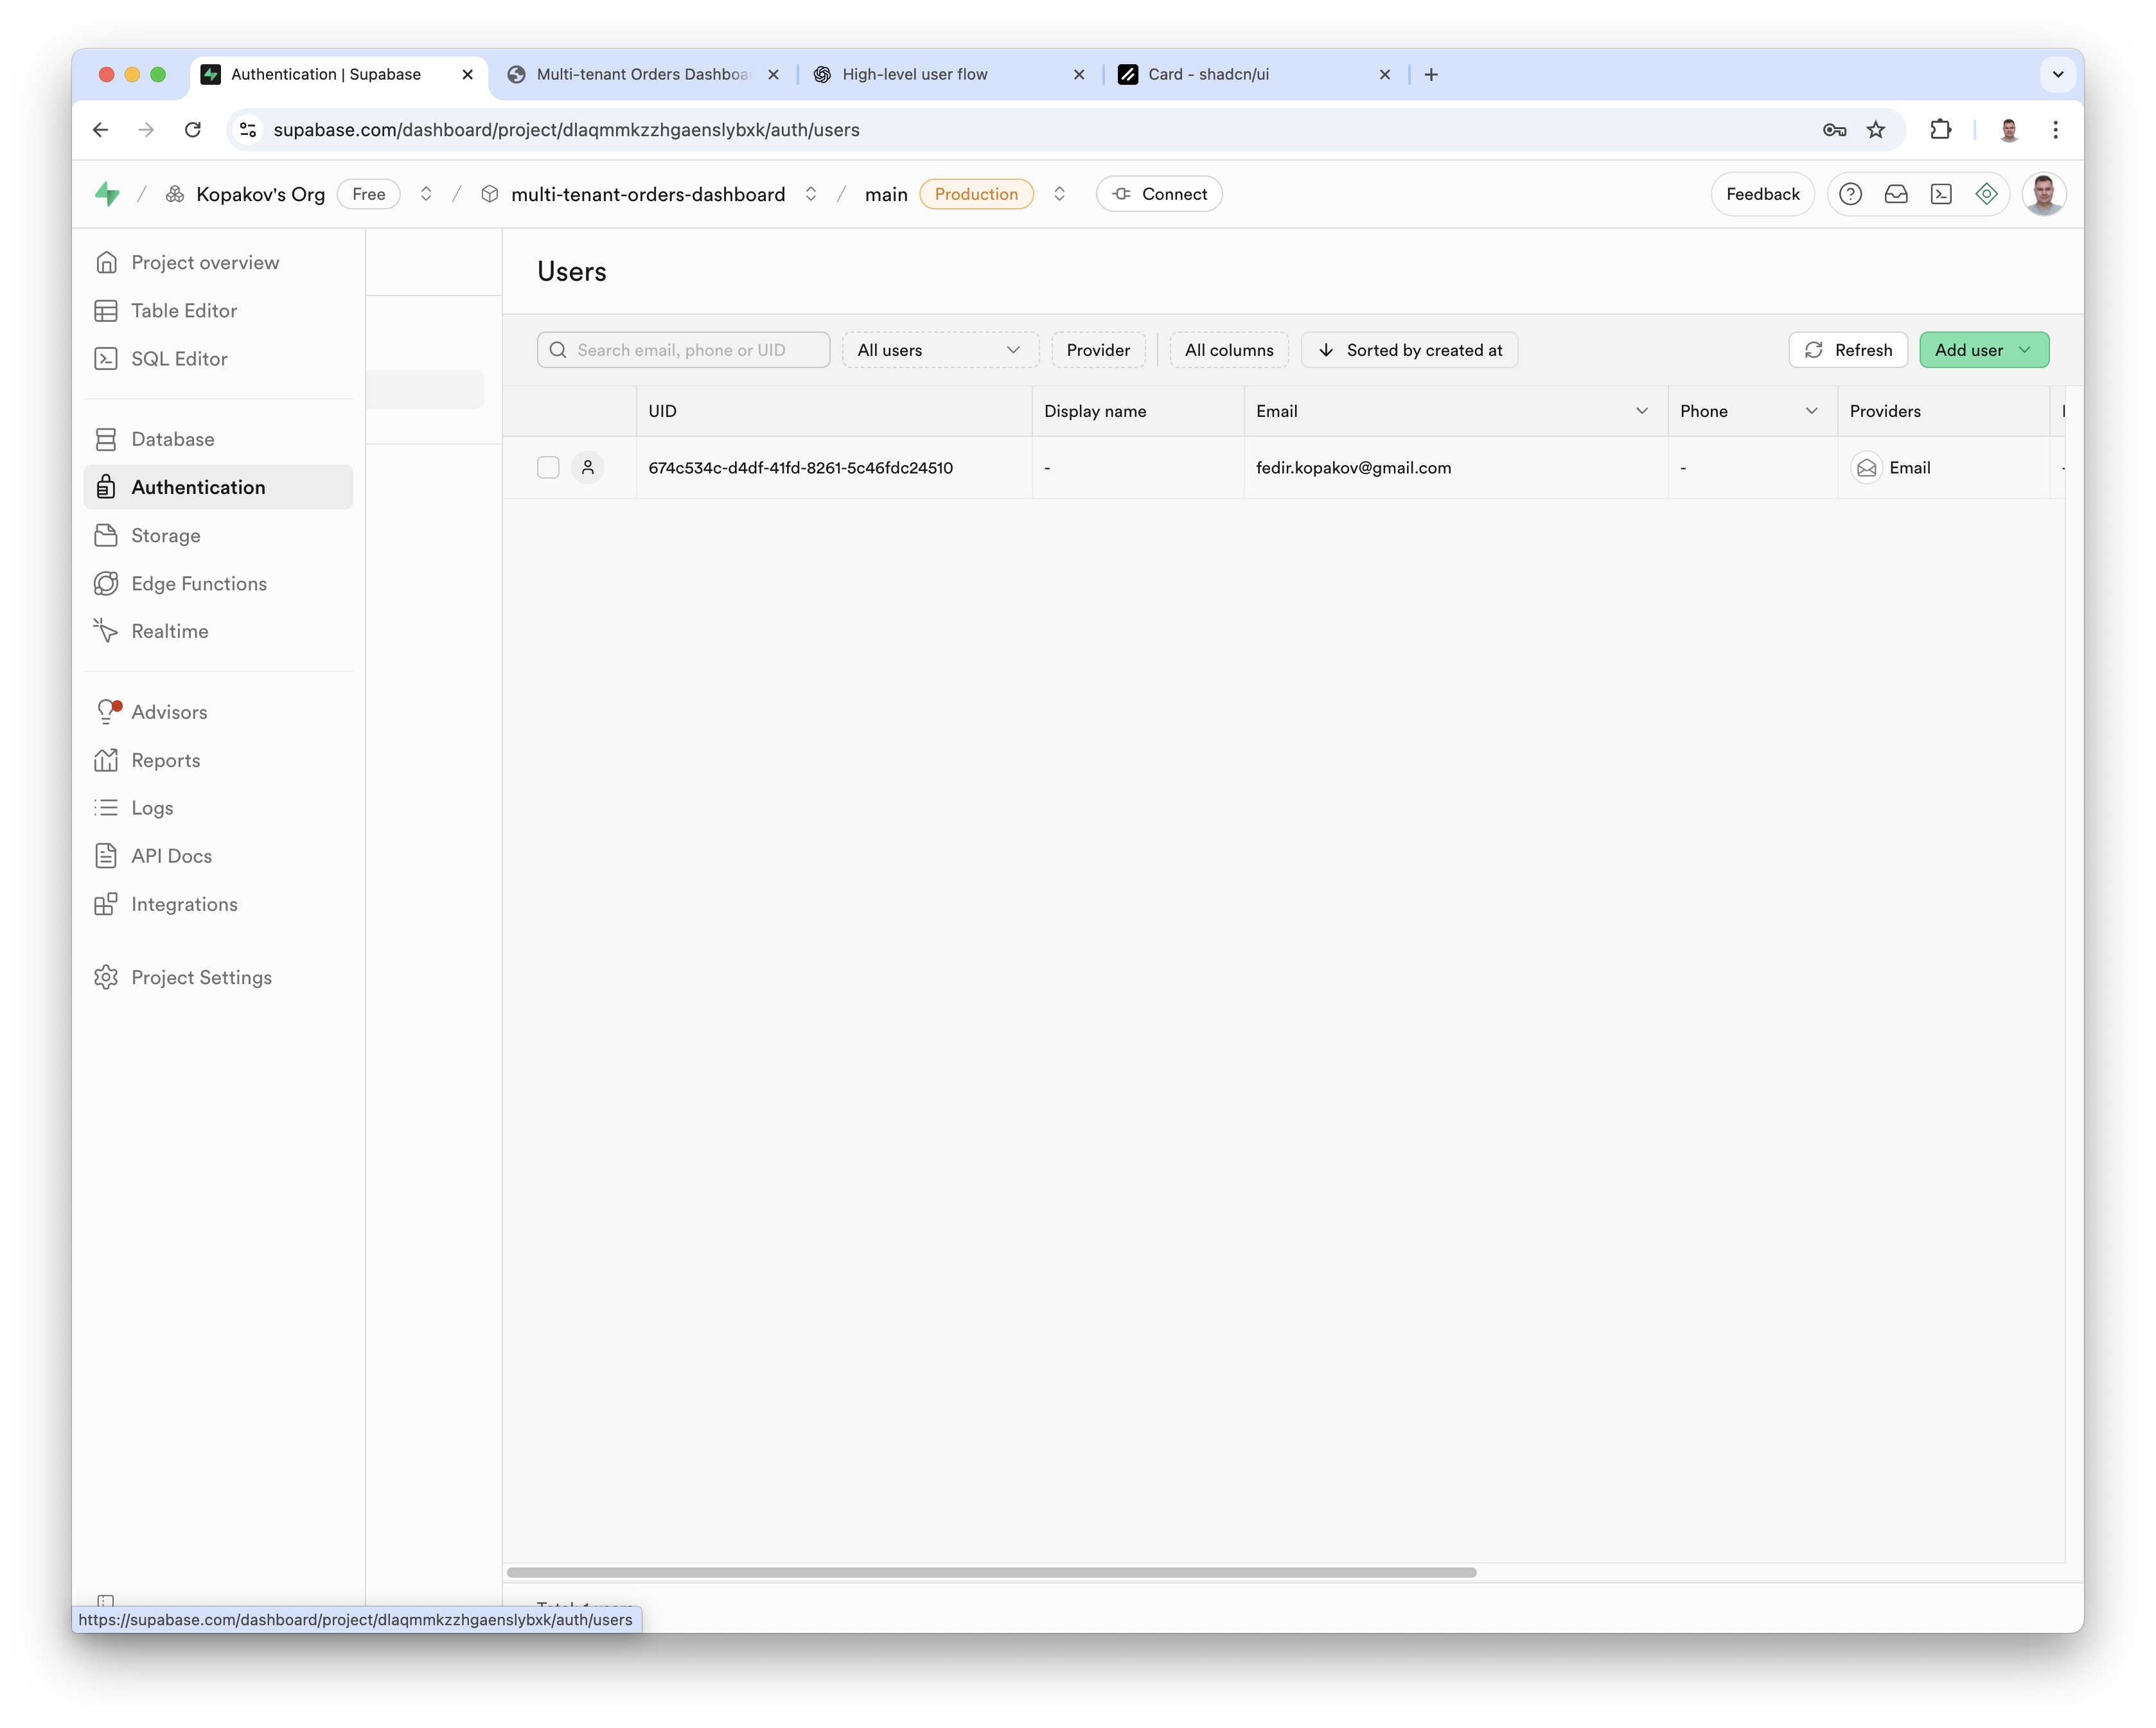 Authentication | Supabase
Multi-tenant Orders Dashboa
High-level user flow
Card - shadcn/ui
supabase.com/dashboard/project/dlaqmmkzzhgaenslybxk/auth/users
/ Kopakov's Org Free / multi-tenant-orders-dashboard / main Production Connect
Feedback
Project overview
Table Editor
SQL Editor
Database
Authentication
Storage
Edge Functions
Realtime
Advisors
Reports
Logs
API Docs
Integrations
Project Settings
Users
Search email, phone or UID
All users
Provider
All columns
Sorted by created at
Refresh
Add user
UID Display name Email Phone Providers
674c534c-d4df-41fd-8261-5c46fdc24510 - fedir.kopakov@gmail.com - Email
Total: 1 users
https://supabase.com/dashboard/project/dlaqmmkzzhgaenslybxk/auth/users